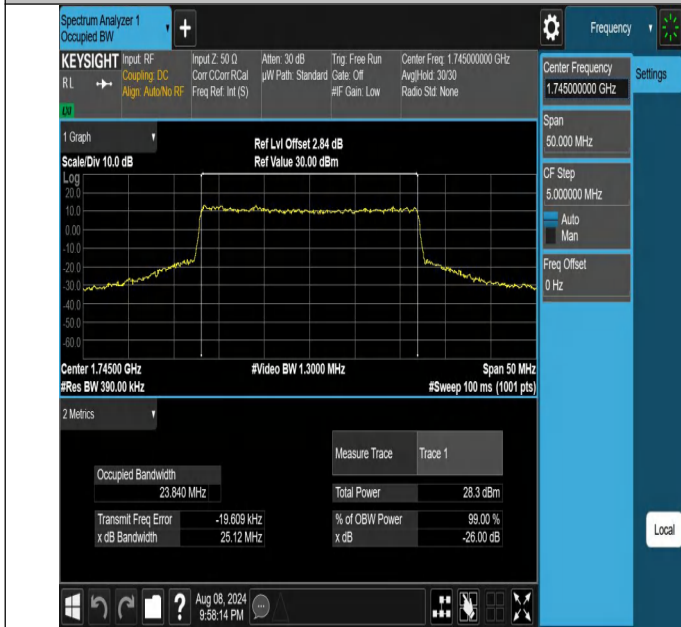 Spectrum Analyzer 1
Occupied BW
+
Frequency
KEYSIGHT
RL
LXI
Input: RF
Coupling: DC
Align: Auto/No RF
Input Z: 50 Ω
Corr CCorr RCal
Freq Ref: Int (S)
Atten: 30 dB
µW Path: Standard
Trig: Free Run
Gate: Off
#IF Gain: Low
Center Freq: 1.745000000 GHz
Avg|Hold: 30/30
Radio Std: None
Center Frequency
1.745000000 GHz
Settings
Span
50.000 MHz
CF Step
5.000000 MHz
Auto
Man
Freq Offset
0 Hz
1 Graph
Scale/Div 10.0 dB
Ref Lvl Offset 2.84 dB
Ref Value 30.00 dBm
Log
20.0
10.0
0.00
-10.0
-20.0
-30.0
-40.0
-50.0
-60.0
Center 1.74500 GHz
#Res BW 390.00 kHz
#Video BW 1.3000 MHz
Span 50 MHz
#Sweep 100 ms (1001 pts)
2 Metrics
Measure Trace Trace 1
Occupied Bandwidth
23.840 MHz
Total Power 28.3 dBm
Transmit Freq Error -19.609 kHz
% of OBW Power 99.00 %
x dB Bandwidth 25.12 MHz
x dB -26.00 dB
Local
?
Aug 08, 2024
9:58:14 PM